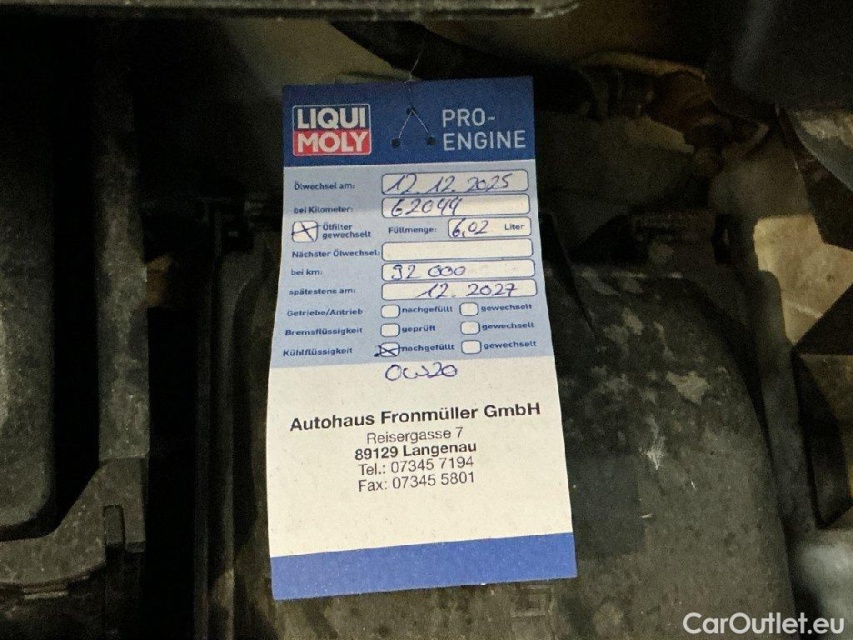 LIQUI MOLY
PRO-ENGINE
Ölwechsel am: 12.12.2025
bei Kilometer: 62044
Ölfilter gewechselt Füllmenge: 6,02 Liter
Nächster Ölwechsel:
bei km: 92 000
spätestens am: 12.2027
Getriebe/Antrieb nachgefüllt gewechselt
Bremsflüssigkeit geprüft gewechselt
Kühlflüssigkeit nachgefüllt gewechselt
0W20
Autohaus Fronmüller GmbH
Reisergasse 7
89129 Langenau
Tel.: 07345 7194
Fax: 07345 5801
CarOutlet.eu